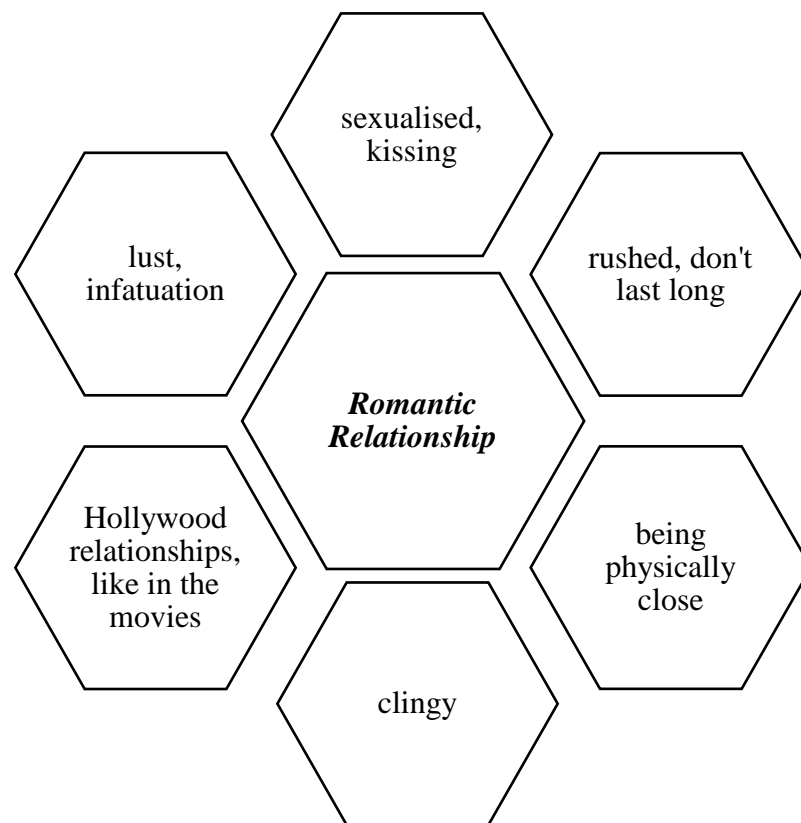 sexualised,
kissing
lust,
infatuation
rushed, don't
last long
Romantic
Relationship
Hollywood
relationships,
like in the
movies
being
physically
close
clingy